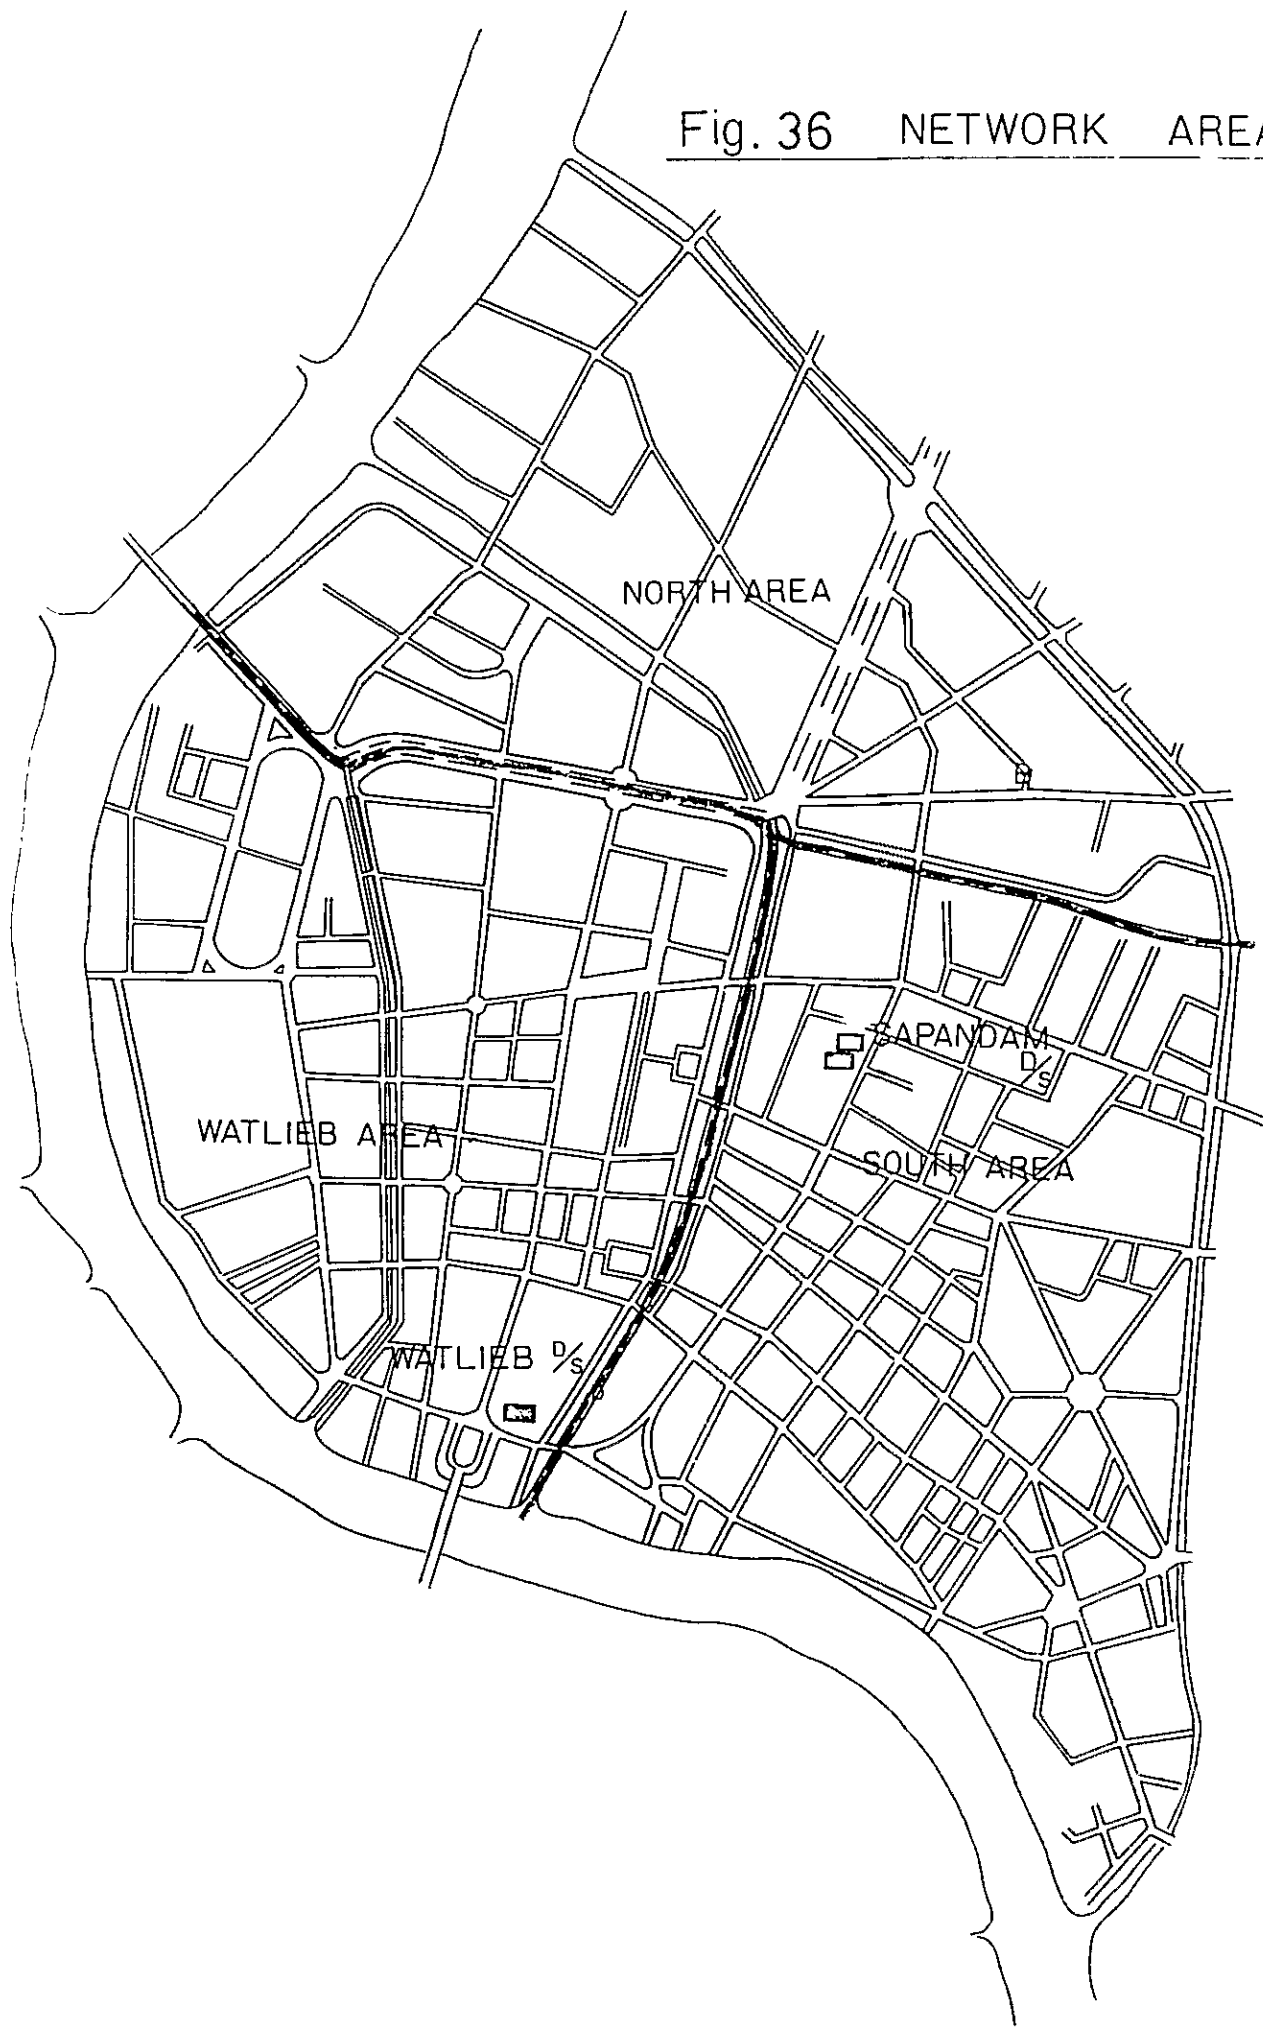 Fig. 36 NETWORK AREA
NORTH AREA
SAPANDAM D/S
WATLIEB AREA
SOUTH AREA
WATLIEB D/S